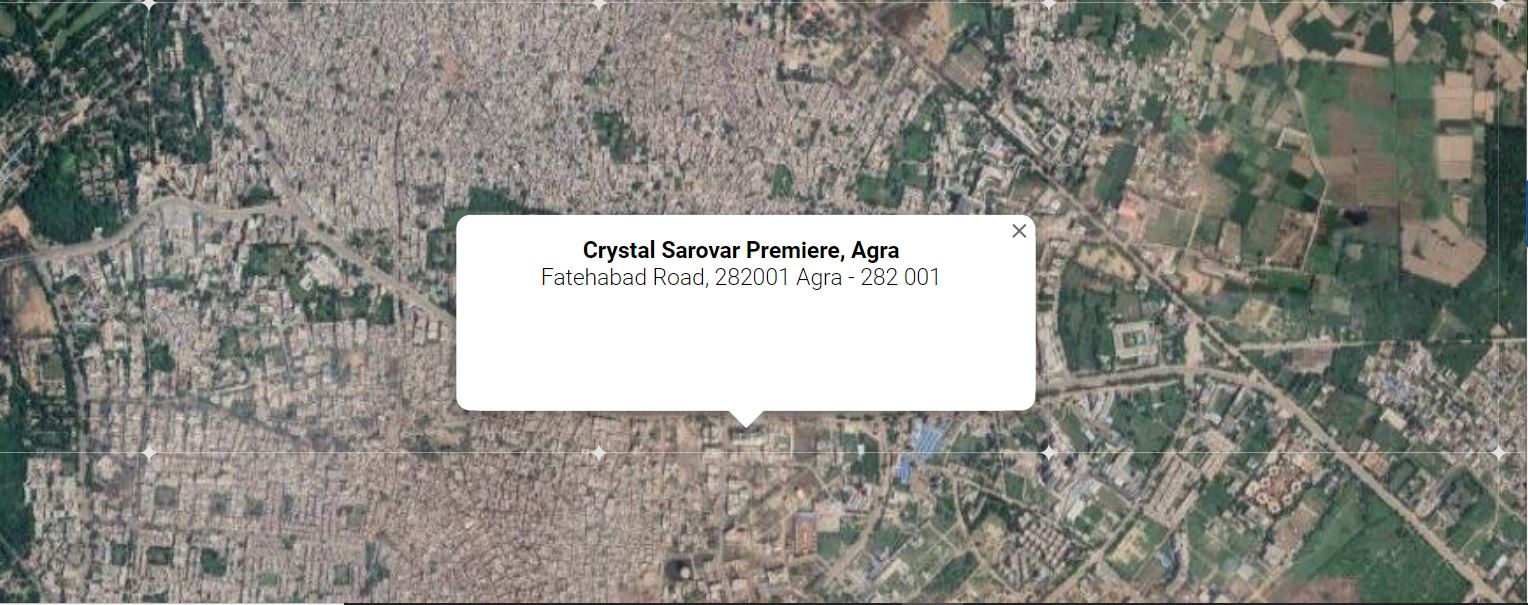 Crystal Sarovar Premiere, Agra
Fatehabad Road, 282001 Agra - 282 001